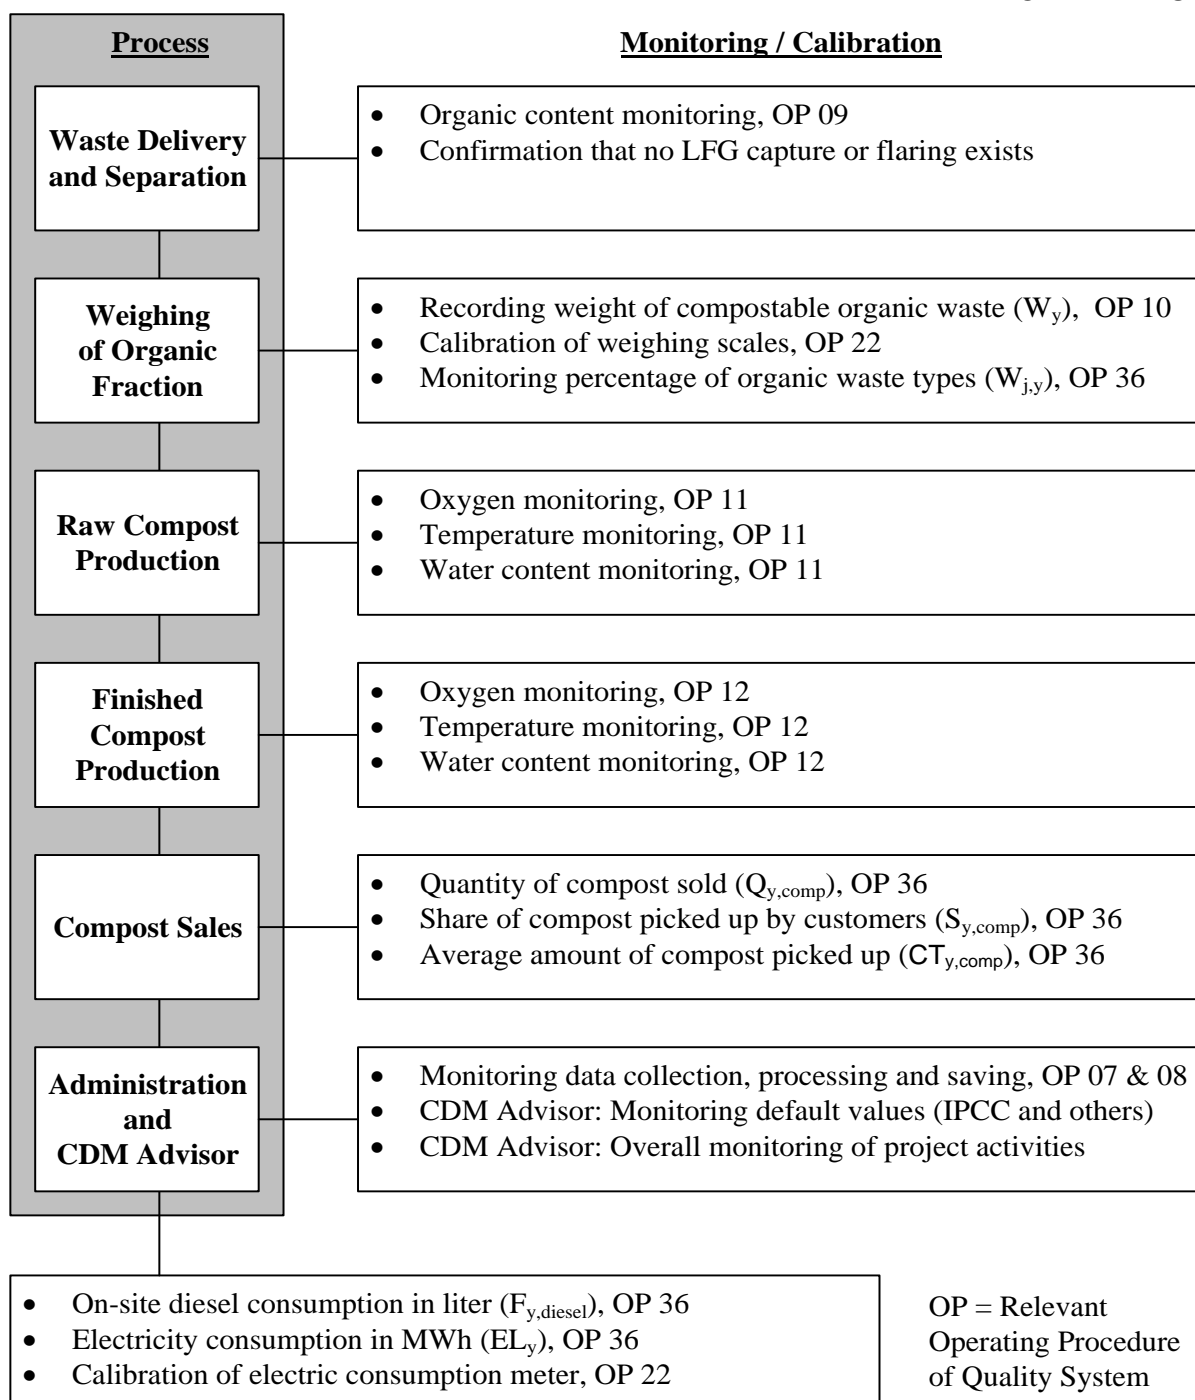 Process
Monitoring / Calibration
Waste Delivery
and Separation
• Organic content monitoring, OP 09
• Confirmation that no LFG capture or flaring exists
Weighing
of Organic
Fraction
• Recording weight of compostable organic waste (Wy), OP 10
• Calibration of weighing scales, OP 22
• Monitoring percentage of organic waste types (Wj,y), OP 36
Raw Compost
Production
• Oxygen monitoring, OP 11
• Temperature monitoring, OP 11
• Water content monitoring, OP 11
Finished
Compost
Production
• Oxygen monitoring, OP 12
• Temperature monitoring, OP 12
• Water content monitoring, OP 12
Compost Sales
• Quantity of compost sold (Qy,comp), OP 36
• Share of compost picked up by customers (Sy,comp), OP 36
• Average amount of compost picked up (CTy,comp), OP 36
Administration
and
CDM Advisor
• Monitoring data collection, processing and saving, OP 07 & 08
• CDM Advisor: Monitoring default values (IPCC and others)
• CDM Advisor: Overall monitoring of project activities
• On-site diesel consumption in liter (Fy,diesel), OP 36
• Electricity consumption in MWh (ELy), OP 36
• Calibration of electric consumption meter, OP 22
OP = Relevant
Operating Procedure
of Quality System